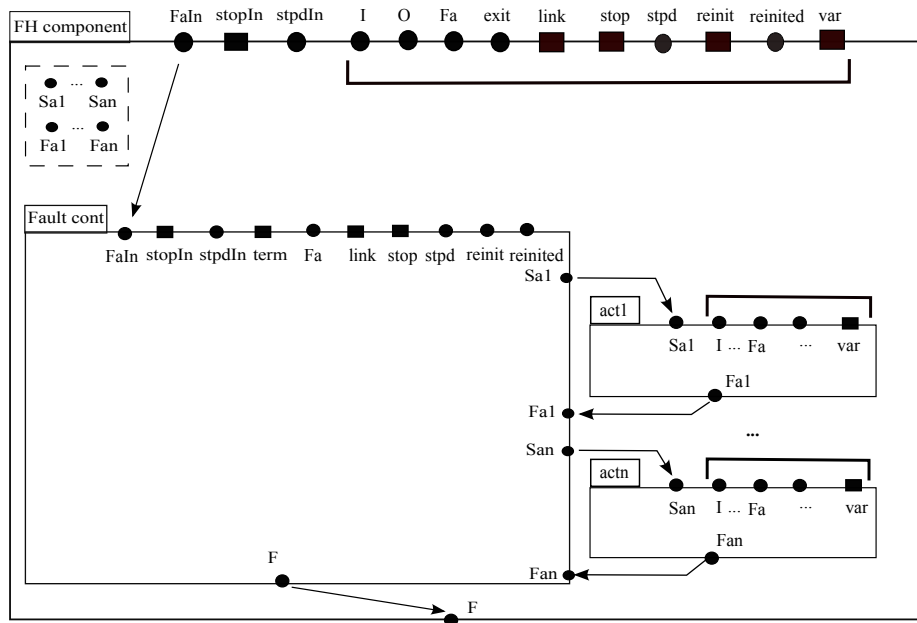 FH component
FaIn stopIn stpdIn I O Fa exit link stop stpd reinit reinited var
... 
Sa1 San
...
Fa1 Fan
Fault cont
FaIn stopIn stpdIn term Fa link stop stpd reinit reinited
Sa1
act1
Sa1 I ... Fa ... var
Fa1
Fa1
...
San
actn
San I ... Fa ... var
Fan
Fan
F
F